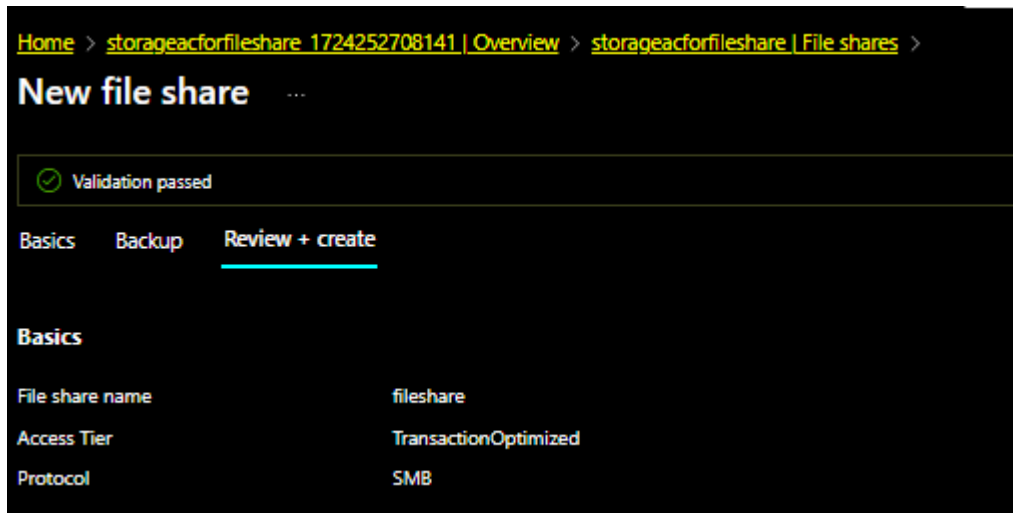 Home > storageacforfileshare_1724252708141 | Overview > storageacforfileshare | File shares >
New file share ...
Validation passed
Basics Backup Review + create
Basics
File share name fileshare
Access Tier TransactionOptimized
Protocol SMB